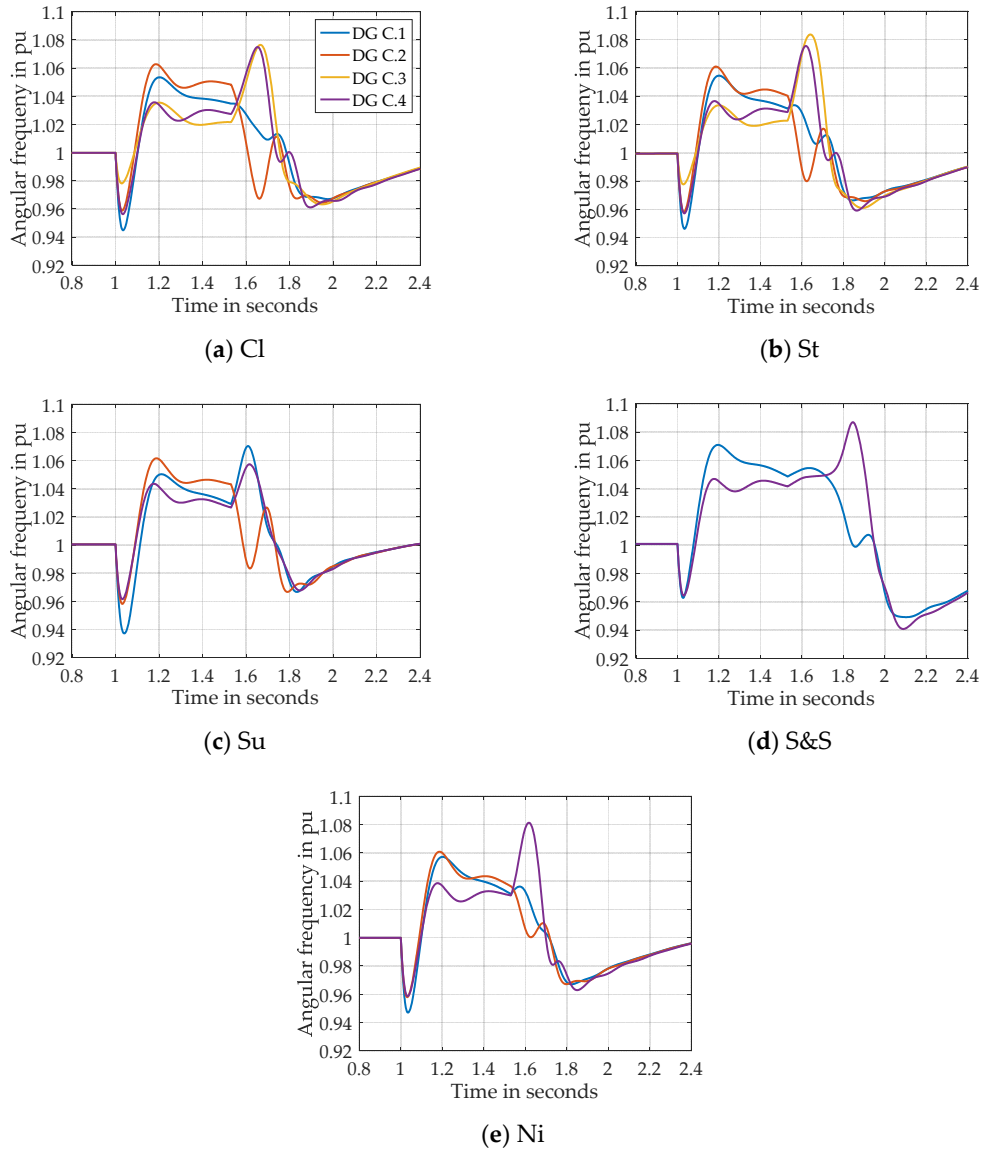 1.1
1.08
1.06
1.04
1.02
1
0.98
0.96
0.94
0.92
Angular frequeny in pu
DG C.1
DG C.2
DG C.3
DG C.4
0.8 1 1.2 1.4 1.6 1.8 2 2.2 2.4
Time in seconds
(a) Cl
1.1
1.08
1.06
1.04
1.02
1
0.98
0.96
0.94
0.92
Angular frequeny in pu
0.8 1 1.2 1.4 1.6 1.8 2 2.2 2.4
Time in seconds
(b) St
1.1
1.08
1.06
1.04
1.02
1
0.98
0.96
0.94
0.92
Angular frequeny in pu
0.8 1 1.2 1.4 1.6 1.8 2 2.2 2.4
Time in seconds
(c) Su
1.1
1.08
1.06
1.04
1.02
1
0.98
0.96
0.94
0.92
Angular frequeny in pu
0.8 1 1.2 1.4 1.6 1.8 2 2.2 2.4
Time in seconds
(d) S&S
1.1
1.08
1.06
1.04
1.02
1
0.98
0.96
0.94
0.92
Angular frequency in pu
0.8 1 1.2 1.4 1.6 1.8 2 2.2 2.4
Time in seconds
(e) Ni